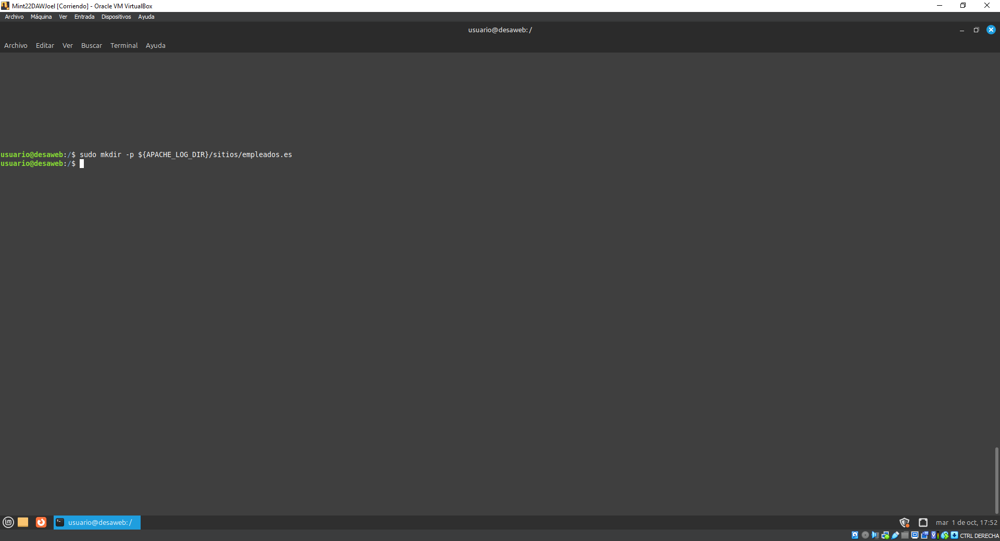 Mint22DAWJoel [Corriendo] - Oracle VM VirtualBox
Archivo Máquina Ver Entrada Dispositivos Ayuda
usuario@desaweb: /
Archivo Editar Ver Buscar Terminal Ayuda
usuario@desaweb:/$ sudo mkdir -p ${APACHE_LOG_DIR}/sitios/empleados.es
usuario@desaweb:/$
usuario@desaweb: /
mar 1 de oct, 17:52
CTRL DERECHA